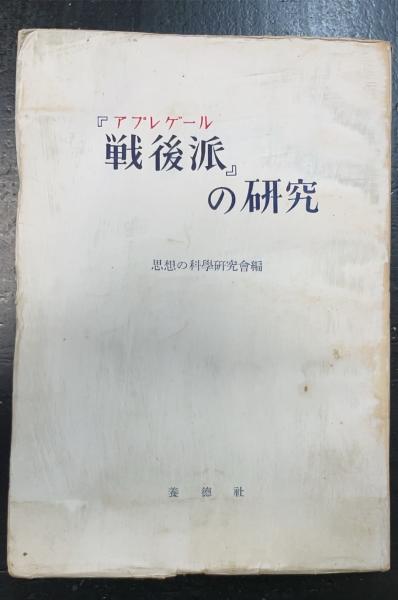 『アプレゲール
戦後派』
の研究
思想の科學研究會編
養德社